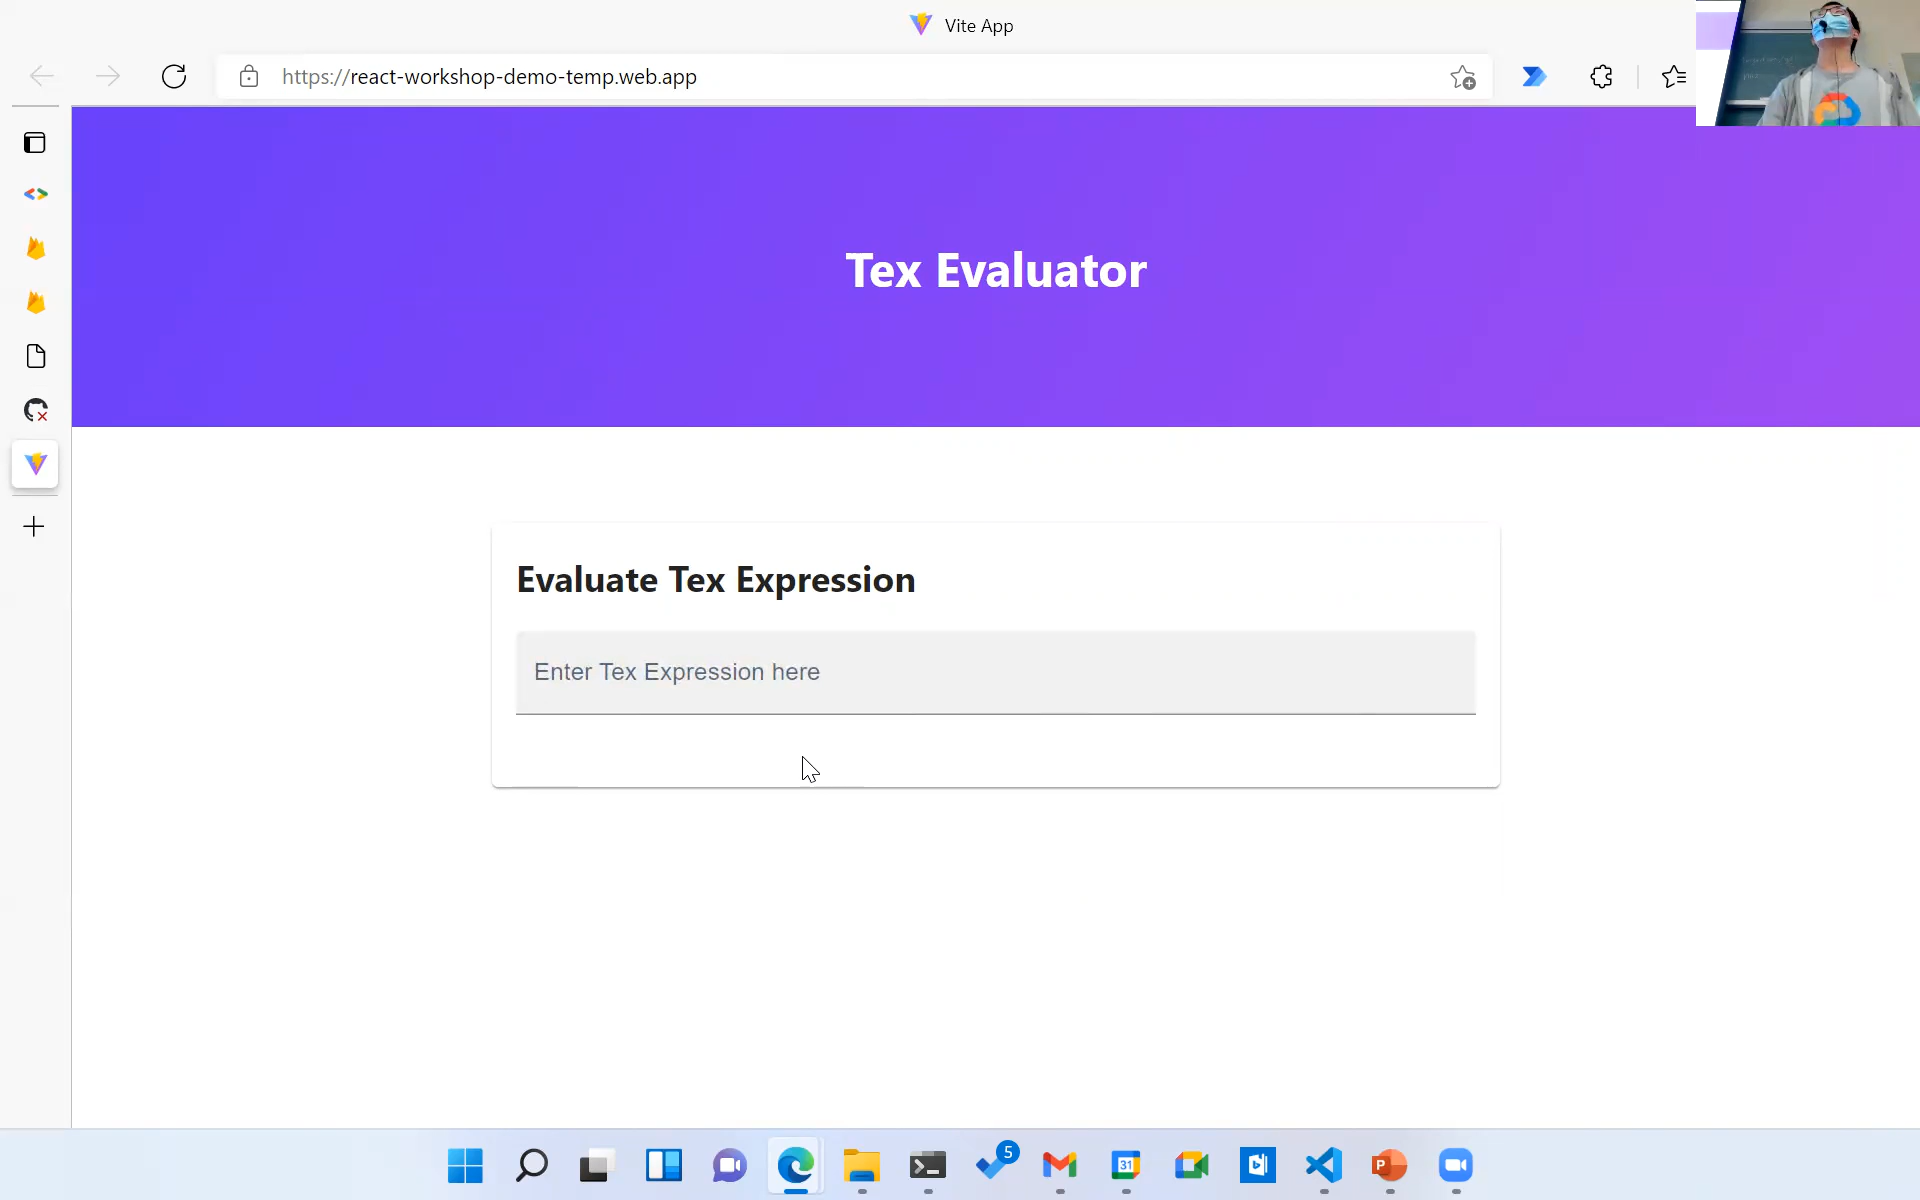 Vite App
https://react-workshop-demo-temp.web.app
Tex Evaluator
Evaluate Tex Expression
Enter Tex Expression here
5
31
P